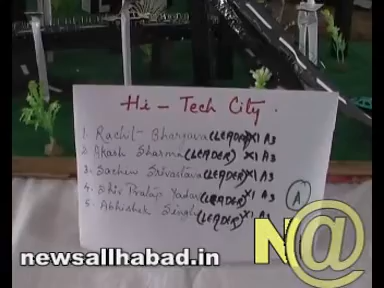 Hi - Tech City.
1. Rachit Bhargava (LEADER) XI A3
2. Akash Sharma (LEADER) XI A3
3. Sachin Srivastava (LEADER) XI A3
4. Shiv Pratap Yadav (LEADER) XI A3
5. Abhishek Singh (LEADER) XI A3
A
N@
newsallhabad.in